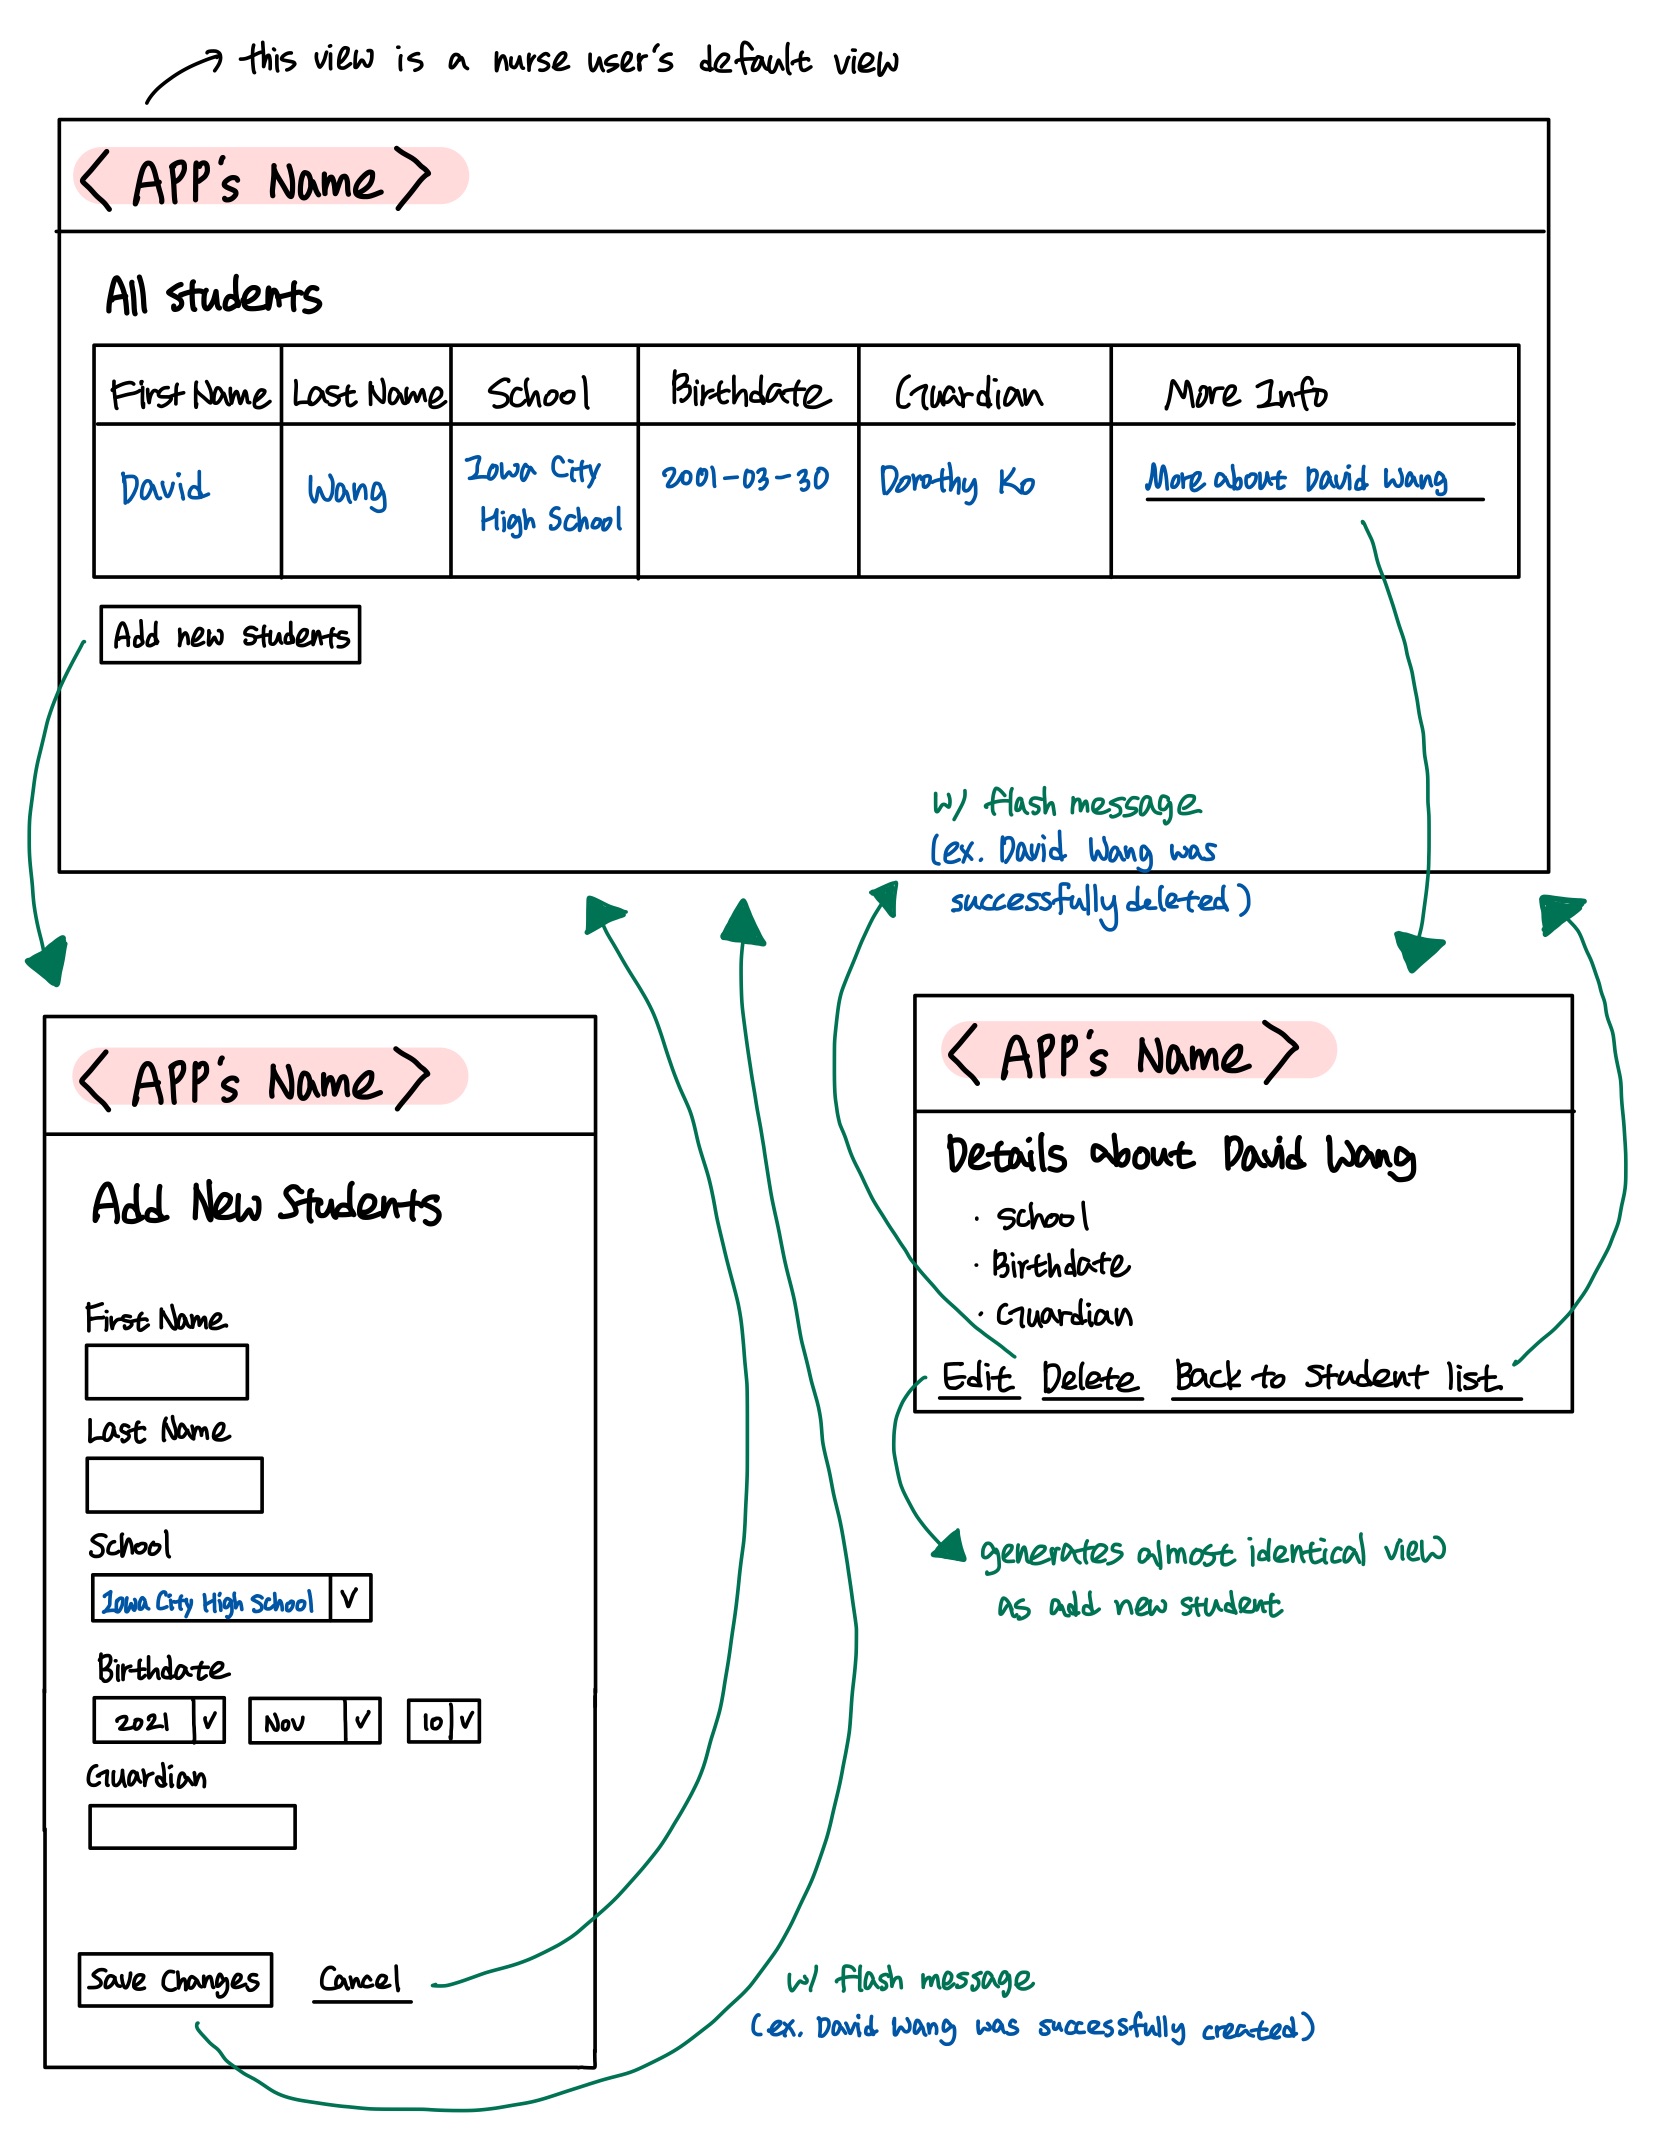 this view is a nurse user's default view
< APP's Name >
All students
First Name Last Name School Birthdate Guardian More Info
David Wang Iowa City High School 2001-03-30 Dorothy Ko More about David Wang
Add new students
w/ flash message
(ex. David Wang was
successfully deleted)
< APP's Name >
Details about David Wang
· School
· Birthdate
· Guardian
Edit Delete Back to student list
generates almost identical view
as add new student
< APP's Name >
Add New Students
First Name
Last Name
School
Iowa City High School
Birthdate
2021 Nov 10
Guardian
Save Changes Cancel
w/ flash message
(ex. David Wang was successfully created)